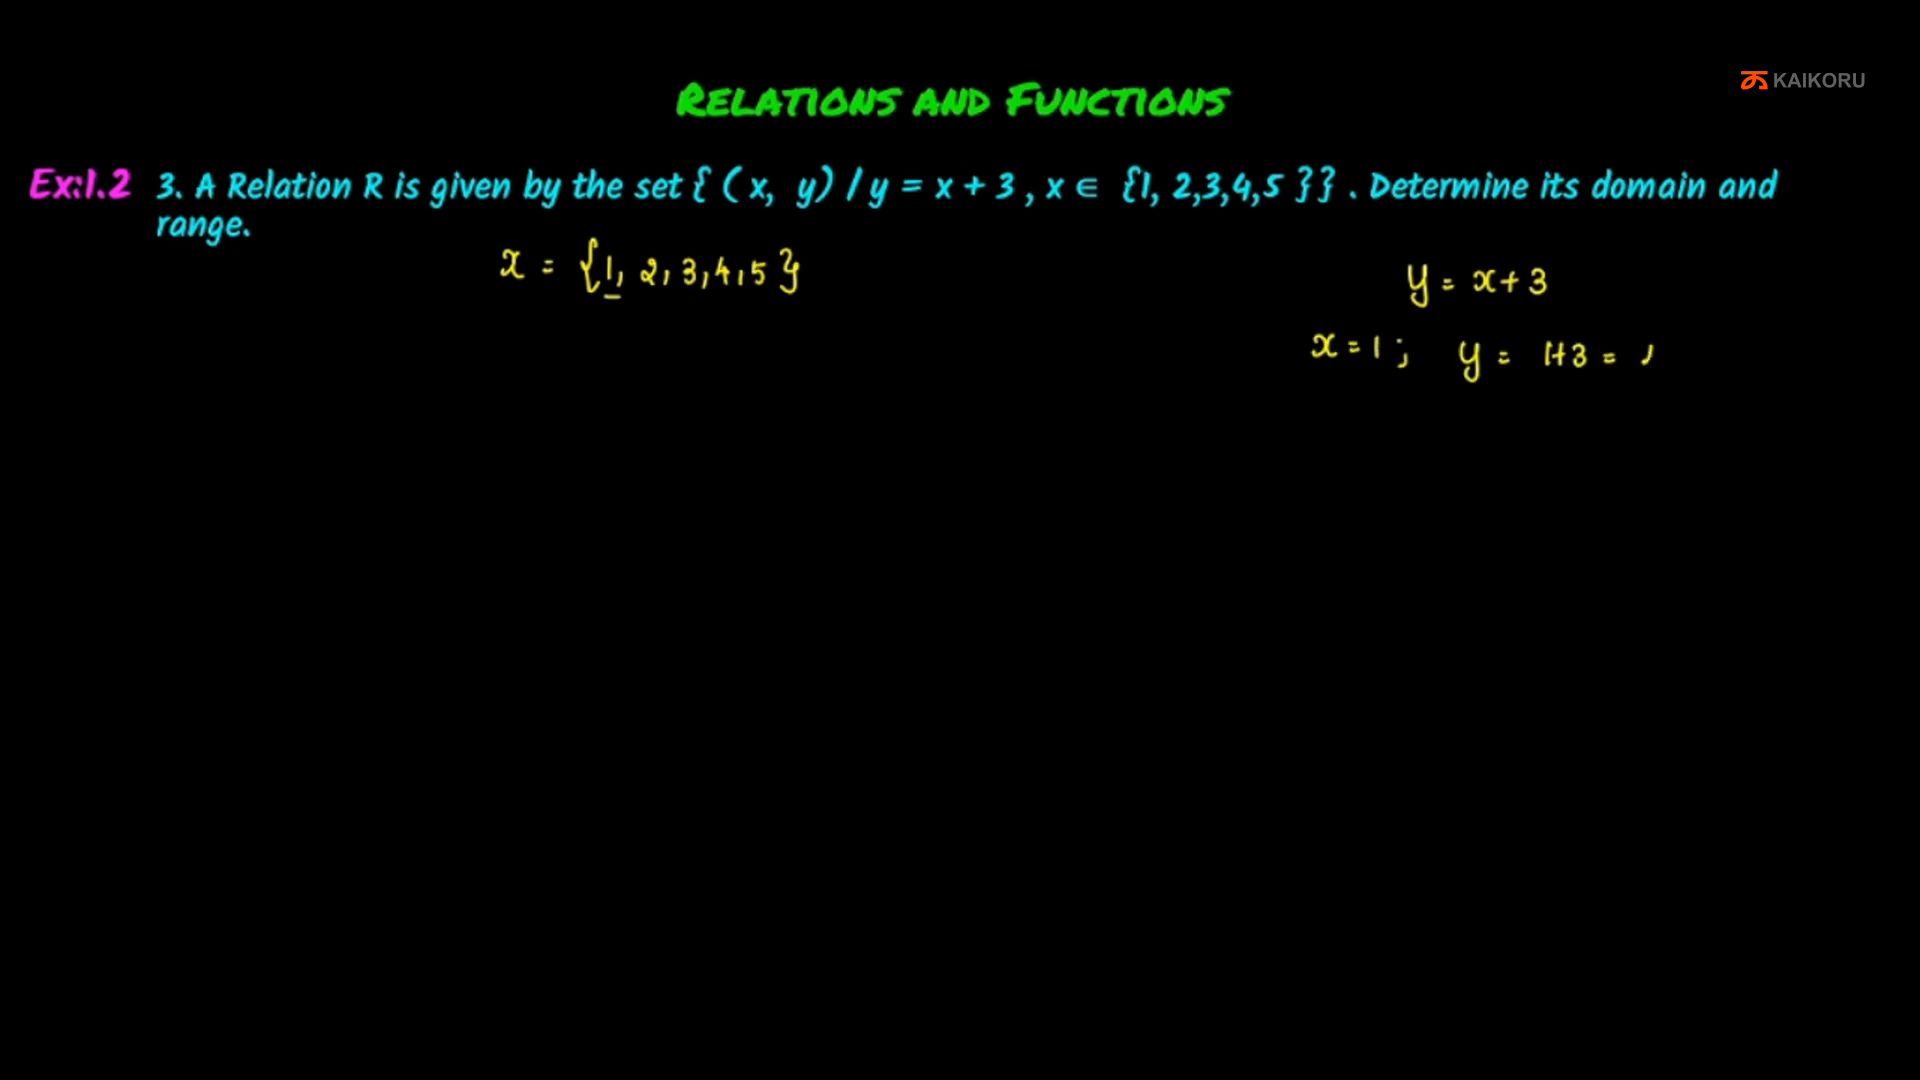 RELATIONS AND FUNCTIONS
KAIKORU
Ex:1.2 3. A Relation R is given by the set { ( x, y) / y = x + 3 , x ∈ {1, 2,3,4,5 }} . Determine its domain and
range.
x = {1, 2, 3, 4, 5 }
y = x + 3
x = 1 ; y = 1+3 =